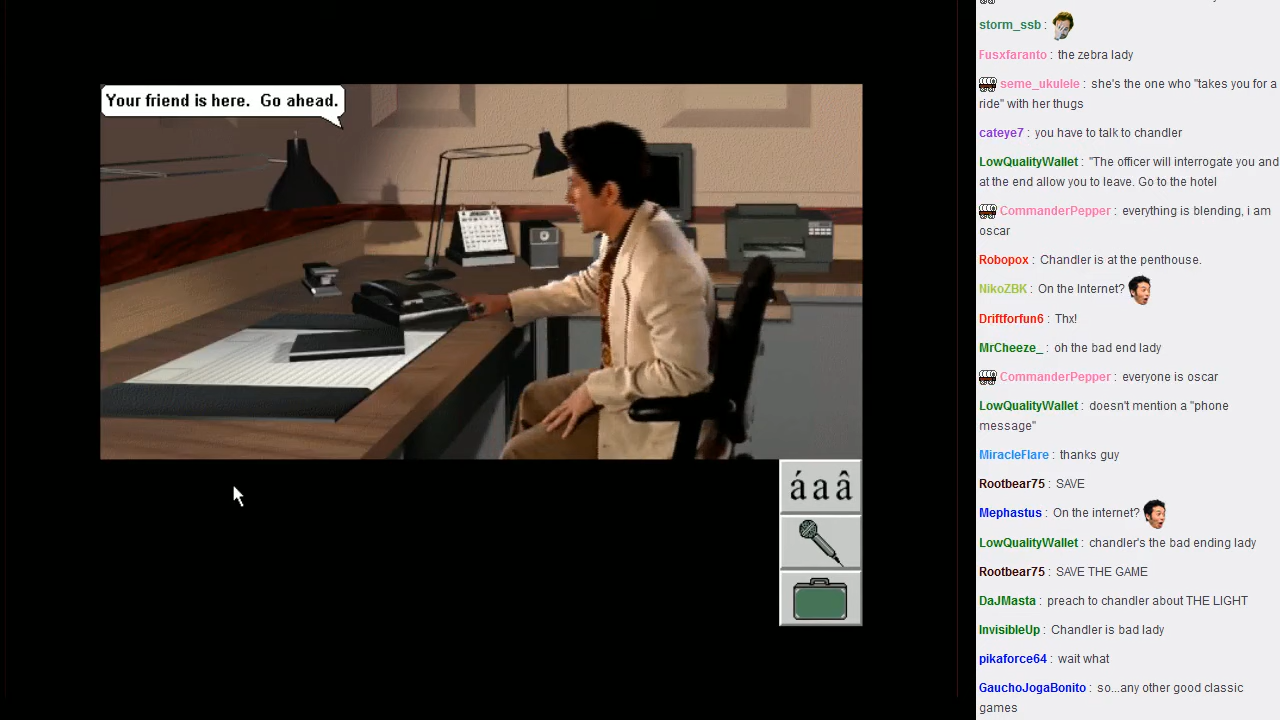 Your friend is here. Go ahead.
á a â
storm_ssb :
Fusxfaranto : the zebra lady
seme_ukulele : she's the one who "takes you for a
ride" with her thugs
cateye7 : you have to talk to chandler
LowQualityWallet : "The officer will interrogate you and
at the end allow you to leave. Go to the hotel
CommanderPepper : everything is blending, i am
oscar
Robopox : Chandler is at the penthouse.
NikoZBK : On the Internet?
Driftforfun6 : Thx!
MrCheeze_ : oh the bad end lady
CommanderPepper : everyone is oscar
LowQualityWallet : doesn't mention a "phone
message"
MiracleFlare : thanks guy
Rootbear75 : SAVE
Mephastus : On the internet?
LowQualityWallet : chandler's the bad ending lady
Rootbear75 : SAVE THE GAME
DaJMasta : preach to chandler about THE LIGHT
InvisibleUp : Chandler is bad lady
pikaforce64 : wait what
GauchoJogaBonito : so...any other good classic
games